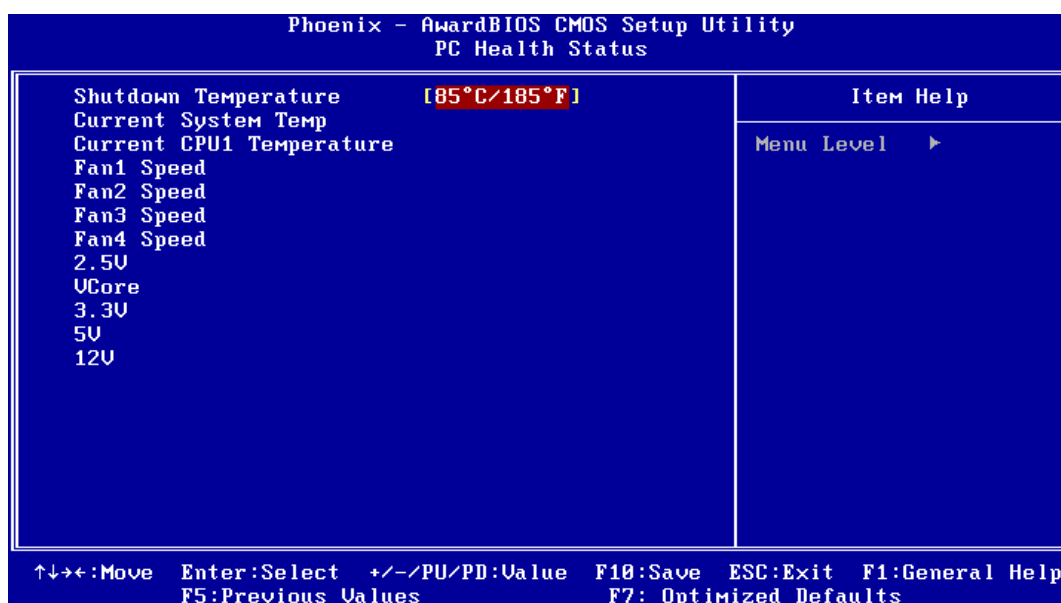 Phoenix - AwardBIOS CMOS Setup Utility
PC Health Status
Shutdown Temperature [85°C/185°F]
Current System Temp
Current CPU1 Temperature
Fan1 Speed
Fan2 Speed
Fan3 Speed
Fan4 Speed
2.5V
VCore
3.3V
5V
12V
Item Help
Menu Level ►
↑↓→←:Move Enter:Select +/-/PU/PD:Value F10:Save ESC:Exit F1:General Help
F5:Previous Values F7: Optimized Defaults